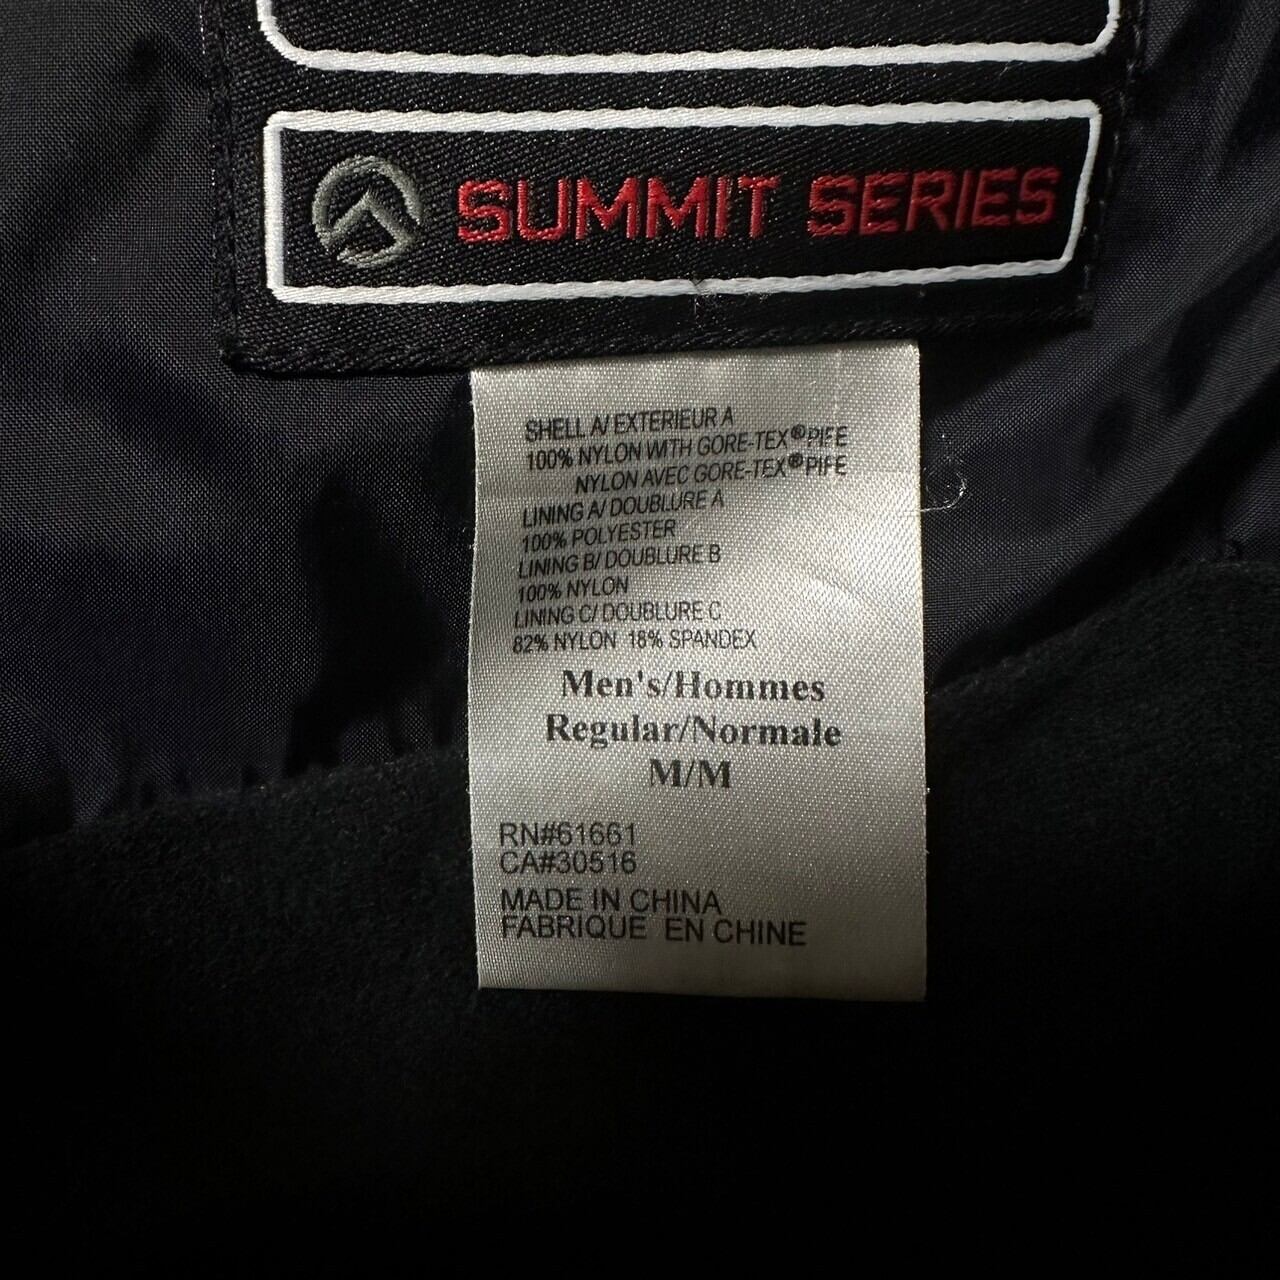 SUMMIT SERIES
SHELL A/ EXTERIEUR A
100% NYLON WITH GORE-TEX®PIFE
NYLON AVEC GORE-TEX®PIFE
LINING A/ DOUBLURE A
100% POLYESTER
LINING B/ DOUBLURE B
100% NYLON
LINING C/ DOUBLURE C
82% NYLON 18% SPANDEX
Men's/Hommes
Regular/Normale
M/M
RN#61661
CA#30516
MADE IN CHINA
FABRIQUE EN CHINE